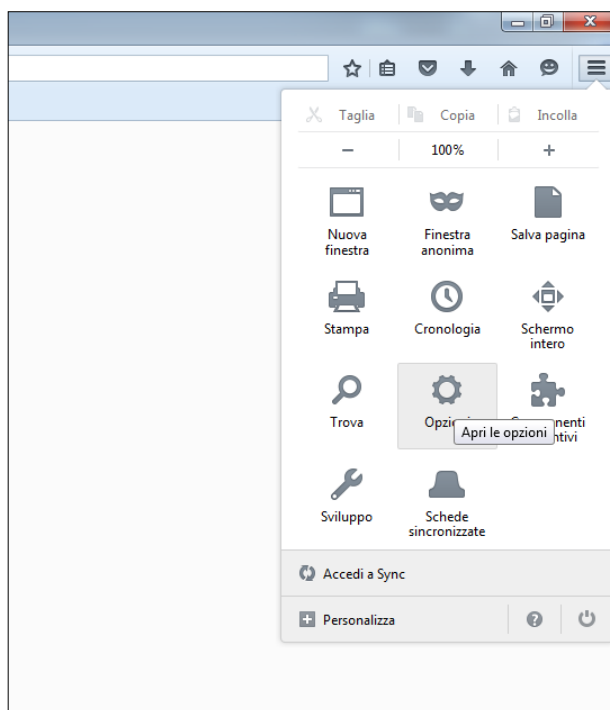 Taglia Copia Incolla
− 100% +
Nuova Finestra Salva pagina
finestra anonima
Stampa Cronologia Schermo
intero
Trova
Apri le opzioni
Sviluppo Schede
sincronizzate
Accedi a Sync
Personalizza